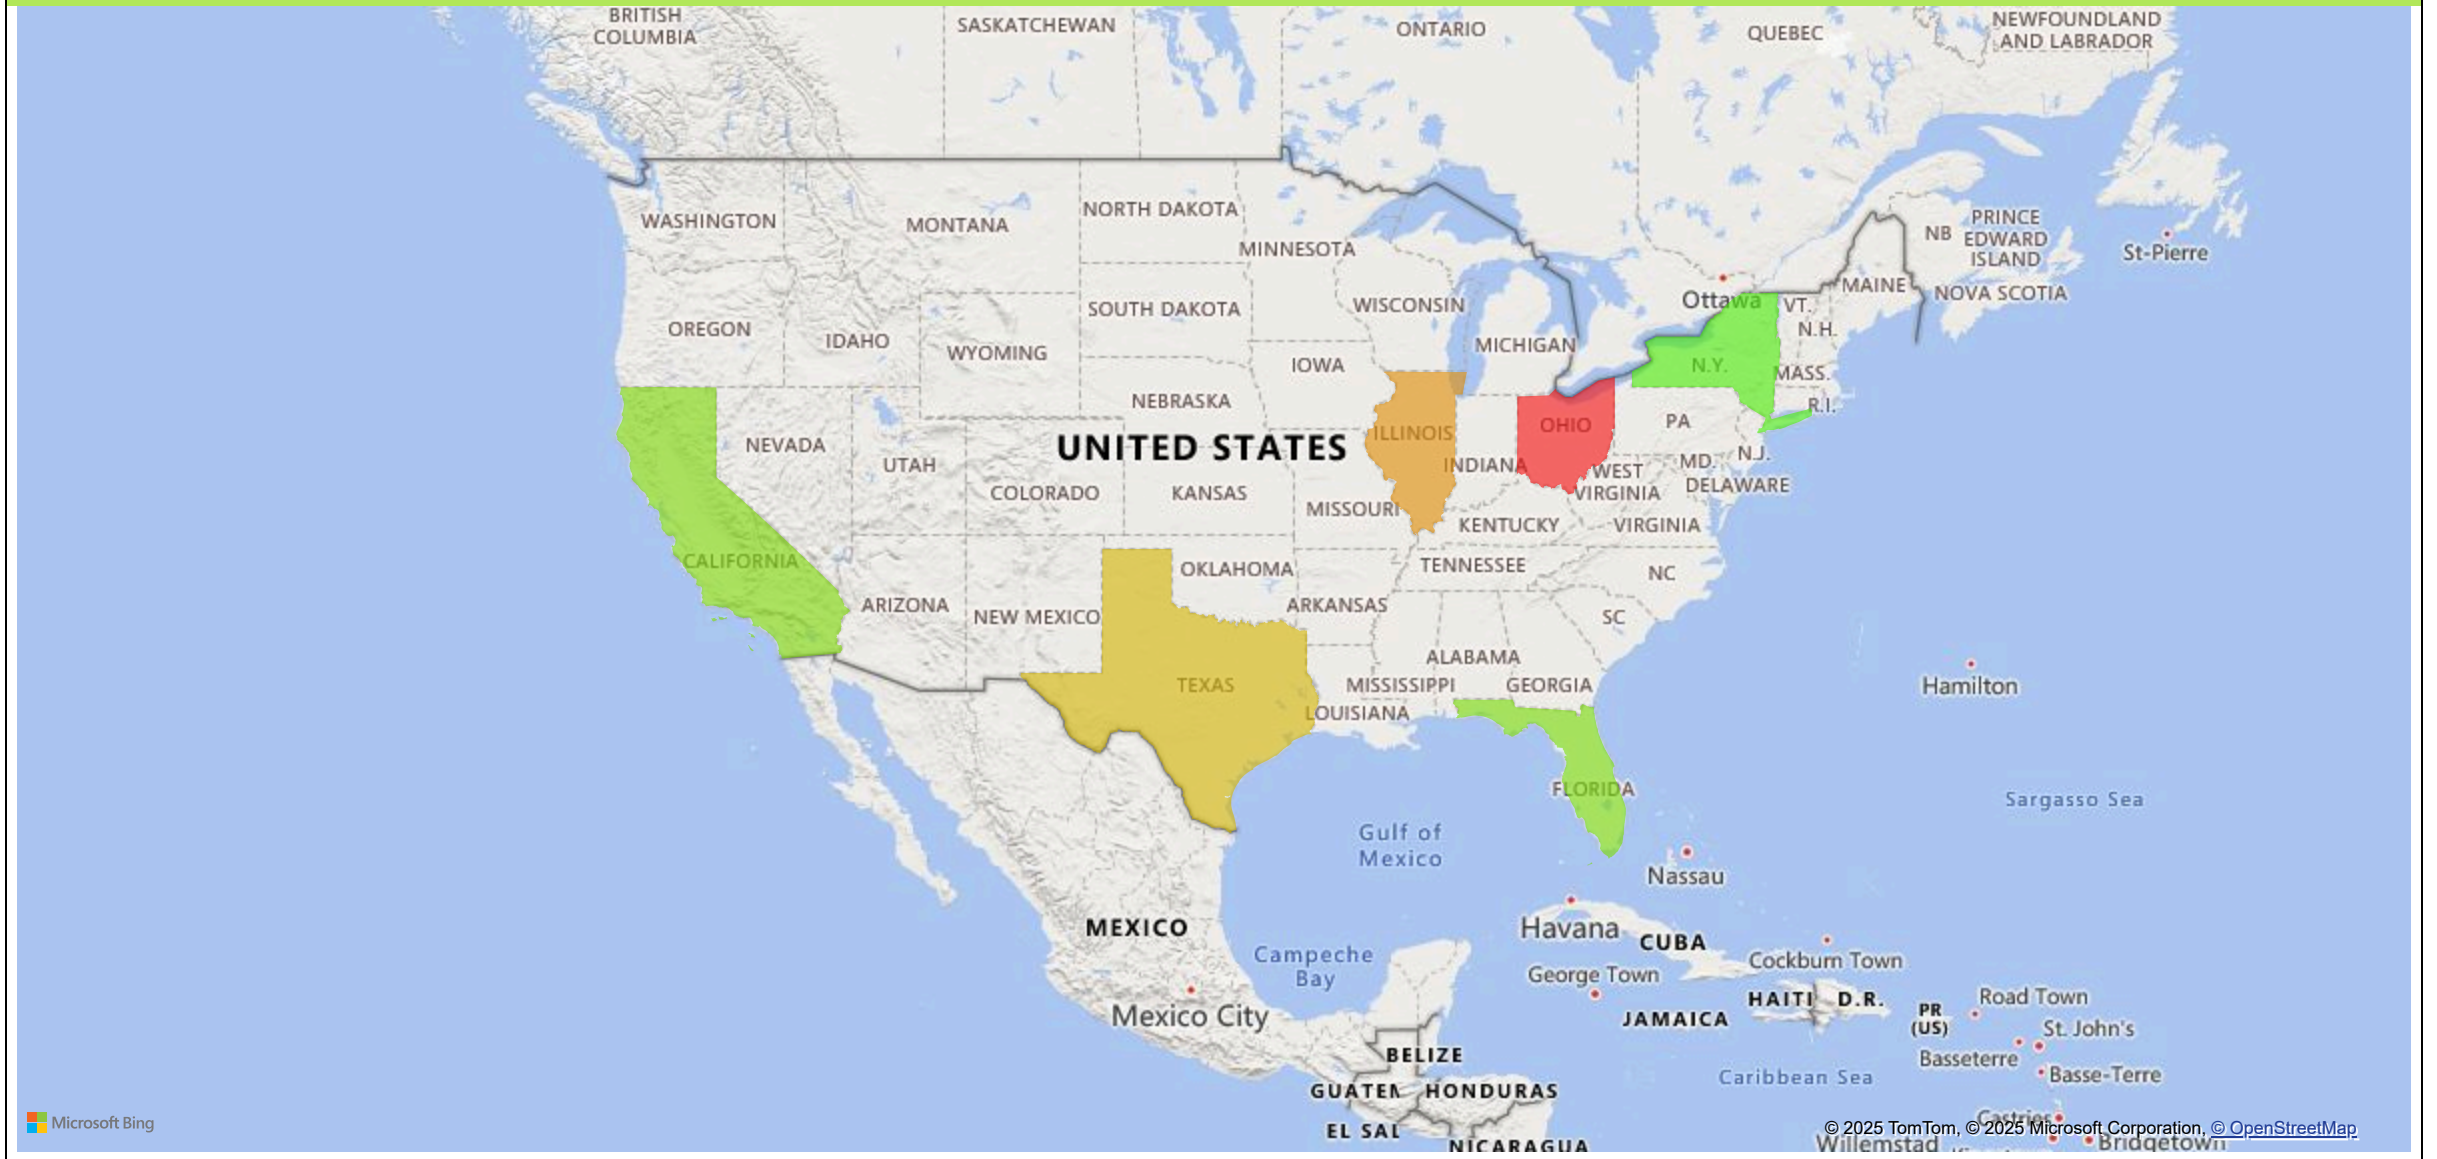 BRITISH
COLUMBIA
SASKATCHEWAN
ONTARIO
QUEBEC
NEWFOUNDLAND
AND LABRADOR
WASHINGTON
MONTANA
NORTH DAKOTA
MINNESOTA
NB
PRINCE
EDWARD
ISLAND
St-Pierre
OREGON
IDAHO
WYOMING
SOUTH DAKOTA
WISCONSIN
MICHIGAN
Ottawa
VT.
MAINE
NOVA SCOTIA
N.H.
IOWA
N.Y.
MASS.
R.I.
NEBRASKA
NEVADA
UTAH
UNITED STATES
ILLINOIS
OHIO
PA
N.J.
INDIANA
WEST
VIRGINIA
MD.
DELAWARE
COLORADO
KANSAS
MISSOURI
KENTUCKY
VIRGINIA
CALIFORNIA
OKLAHOMA
TENNESSEE
NC
ARIZONA
NEW MEXICO
ARKANSAS
SC
ALABAMA
TEXAS
MISSISSIPPI
GEORGIA
LOUISIANA
Hamilton
FLORIDA
Sargasso Sea
Gulf of
Mexico
Nassau
MEXICO
Havana
CUBA
Campeche
Bay
George Town
Cockburn Town
Mexico City
JAMAICA
HAITI
D.R.
PR
(US)
Road Town
St. John's
BELIZE
Basseterre
GUATEM
HONDURAS
Caribbean Sea
Basse-Terre
EL SAL
NICARAGUA
Castries
Willemstad
Bridgetown
Microsoft Bing
© 2025 TomTom, © 2025 Microsoft Corporation, © OpenStreetMap